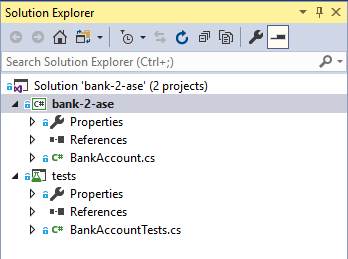 Solution Explorer
Search Solution Explorer (Ctrl+;)
Solution 'bank-2-ase' (2 projects)
C# bank-2-ase
Properties
References
C# BankAccount.cs
tests
Properties
References
C# BankAccountTests.cs